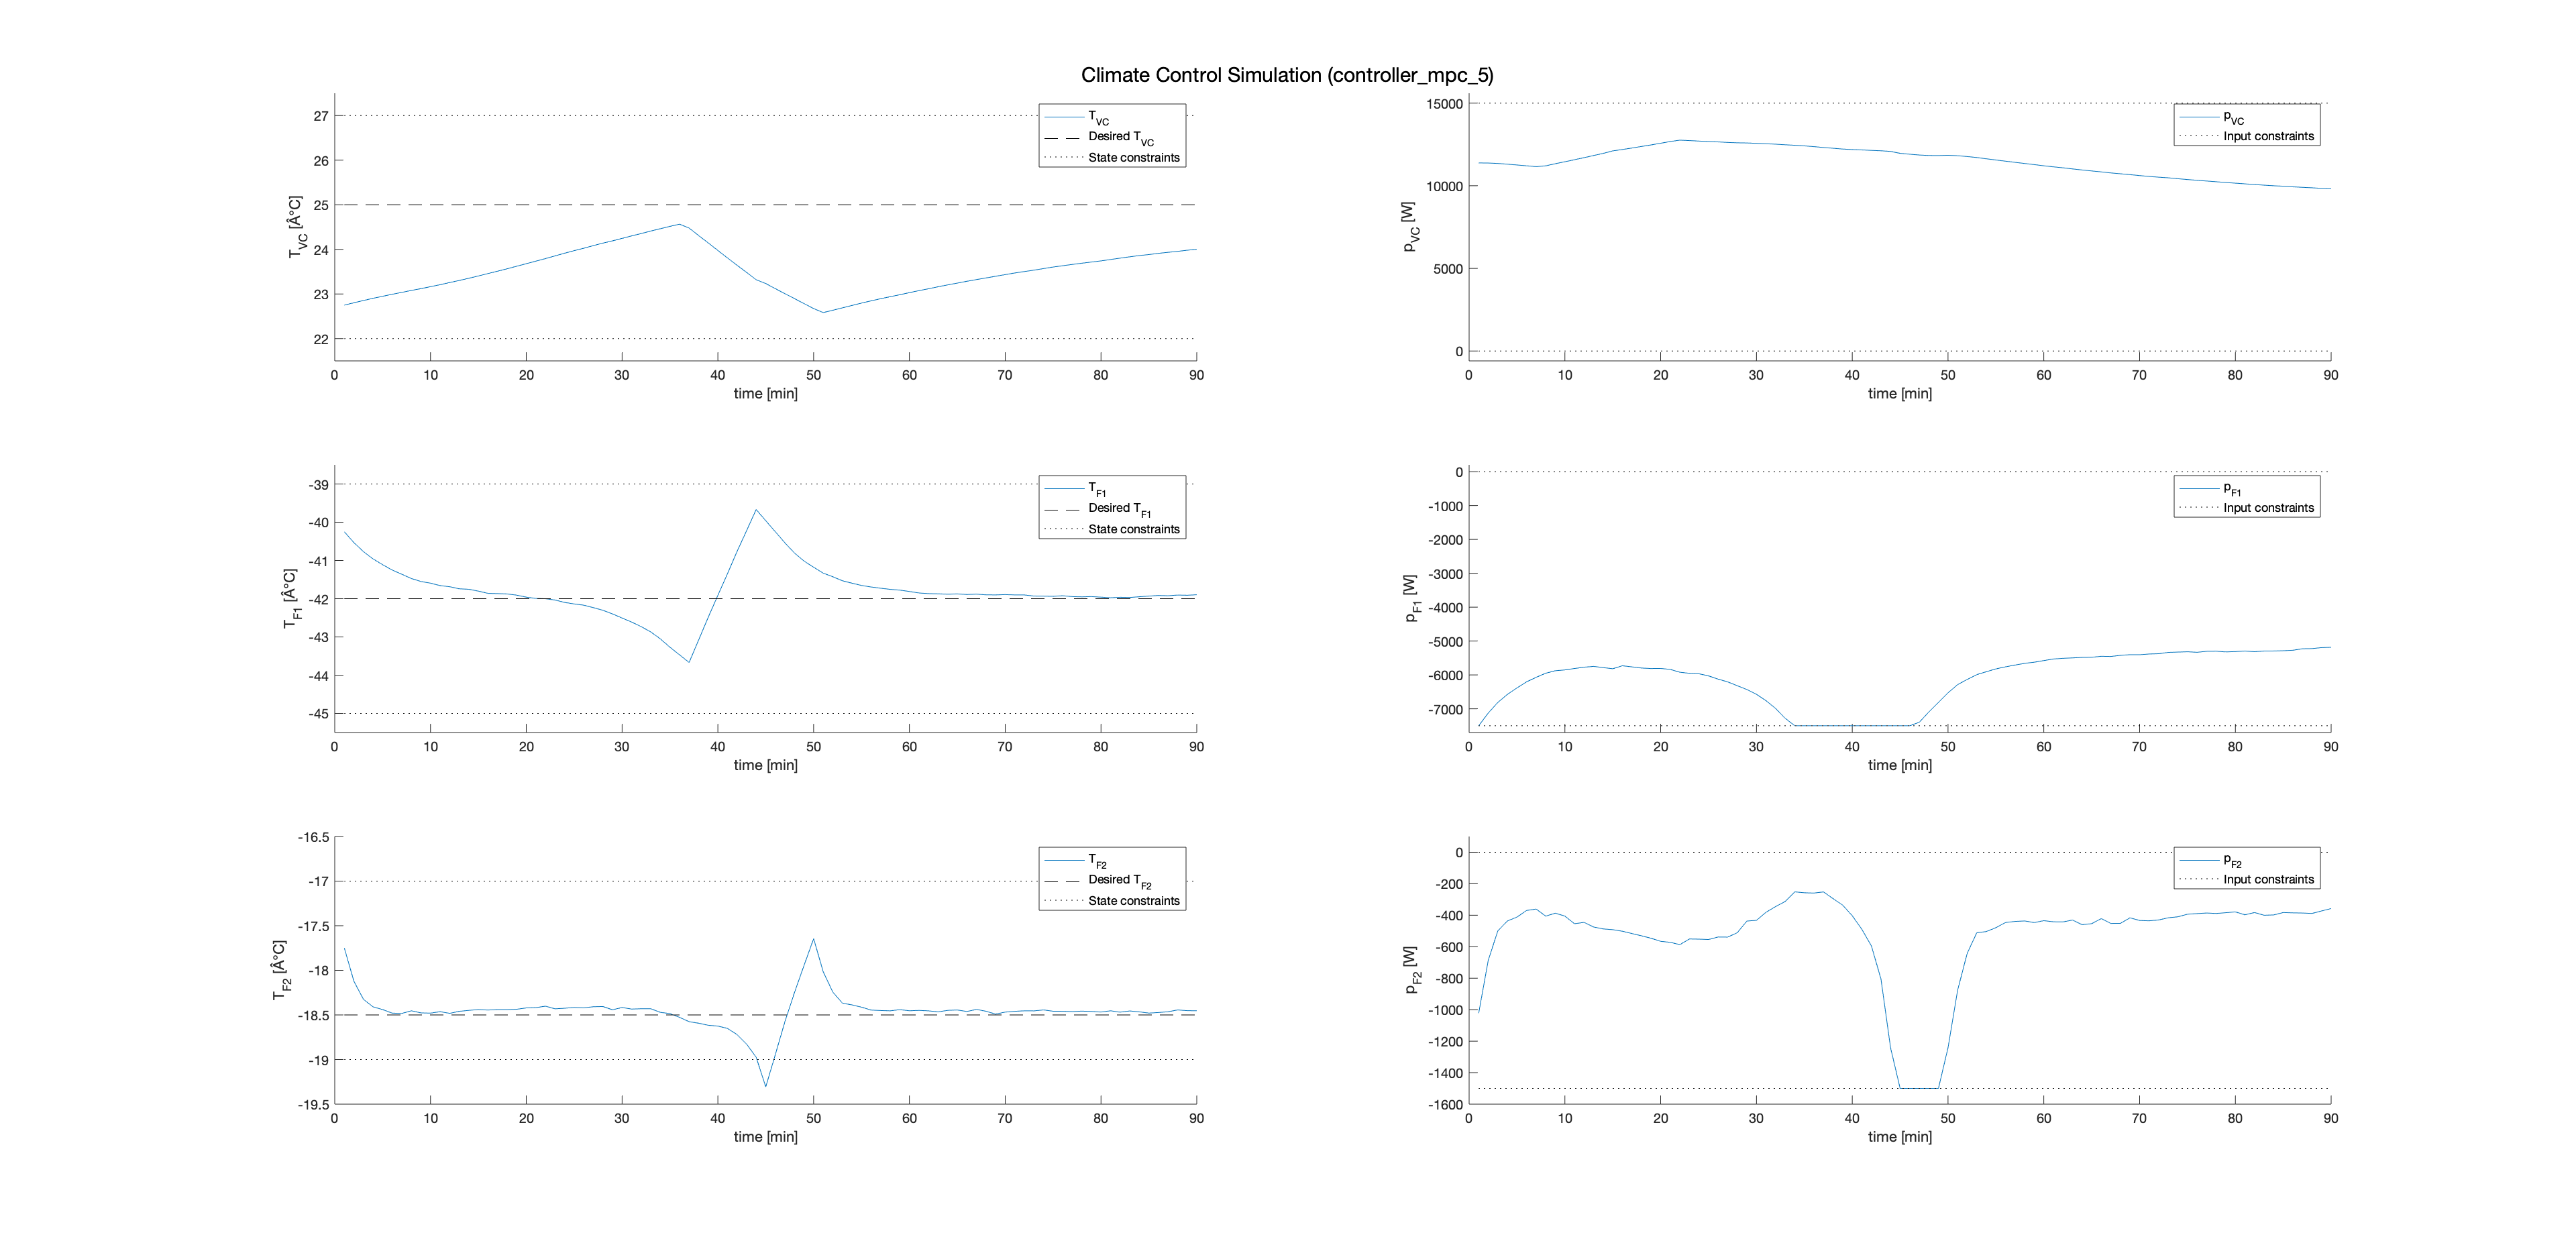 Climate Control Simulation (controller_mpc_5)
27
26
25
24
23
22
T_VC [Â°C]
0 10 20 30 40 50 60 70 80 90
time [min]
T_VC
Desired T_VC
State constraints
15000
10000
5000
0
p_VC [W]
0 10 20 30 40 50 60 70 80 90
time [min]
p_VC
Input constraints
-39
-40
-41
-42
-43
-44
-45
T_F1 [Â°C]
0 10 20 30 40 50 60 70 80 90
time [min]
T_F1
Desired T_F1
State constraints
0
-1000
-2000
-3000
-4000
-5000
-6000
-7000
p_F1 [W]
0 10 20 30 40 50 60 70 80 90
time [min]
p_F1
Input constraints
-16.5
-17
-17.5
-18
-18.5
-19
-19.5
T_F2 [Â°C]
0 10 20 30 40 50 60 70 80 90
time [min]
T_F2
Desired T_F2
State constraints
0
-200
-400
-600
-800
-1000
-1200
-1400
-1600
p_F2 [W]
0 10 20 30 40 50 60 70 80 90
time [min]
p_F2
Input constraints